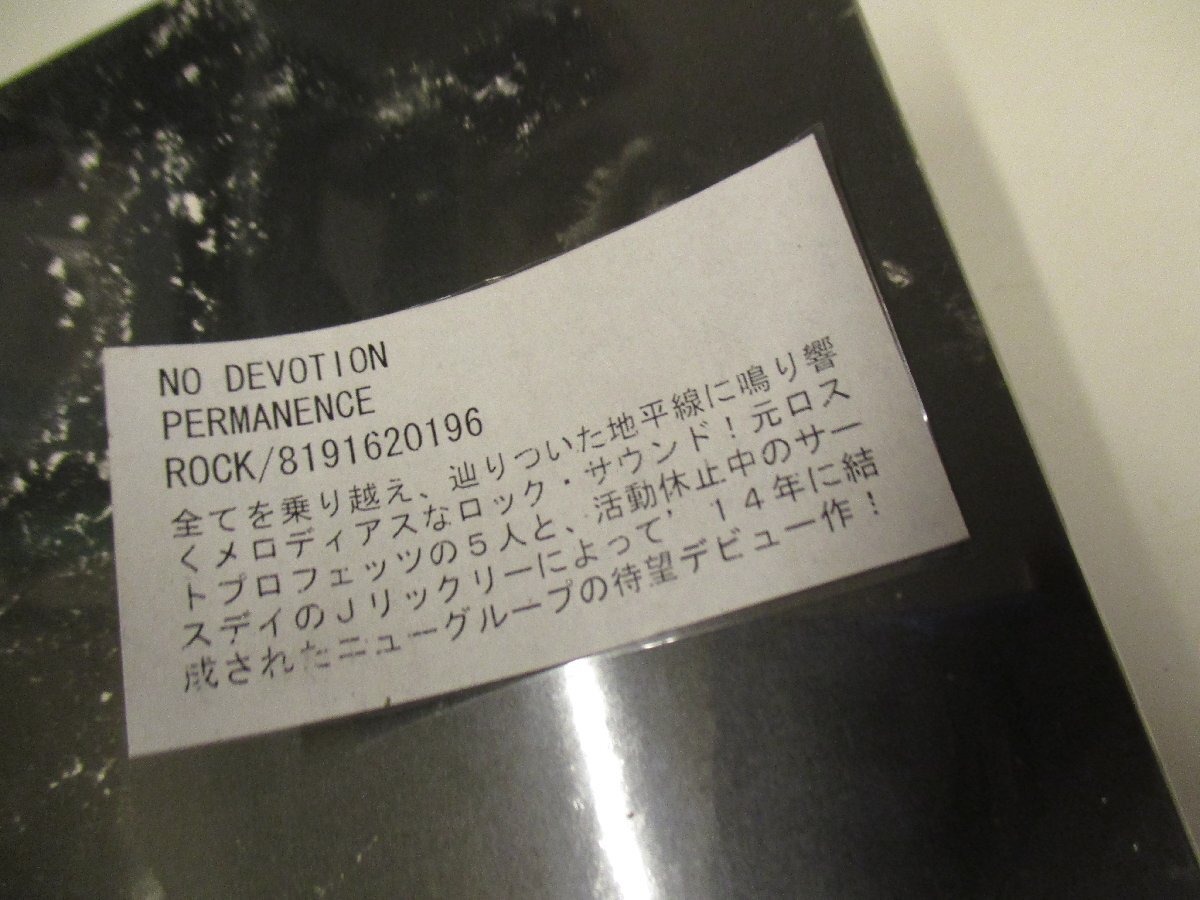 NO DEVOTION
PERMANENCE
ROCK/8191620196
全てを乗り越え、辿りついた地平線に鳴り響
くメロディアスなロック・サウンド！元ロス
トプロフェッツの5人と、活動休止中のサー
スデイのJリックリーによって’14年に結
成されたニューグループの待望デビュー作！